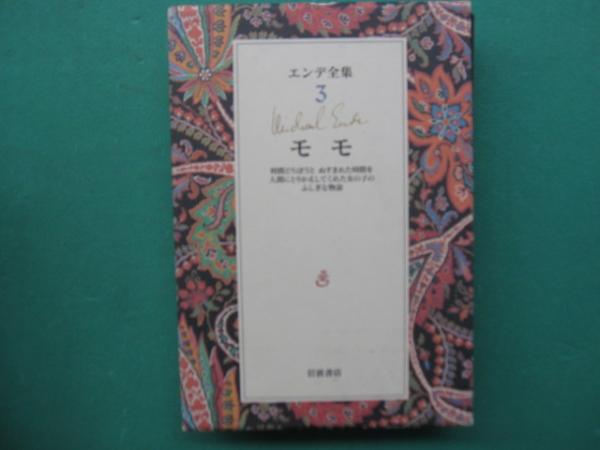 エンデ全集
3
Michael Ende
モモ
時間どろぼうと ぬすまれた時間を
人間にとりかえしてくれた女の子の
ふしぎな物語
岩波書店